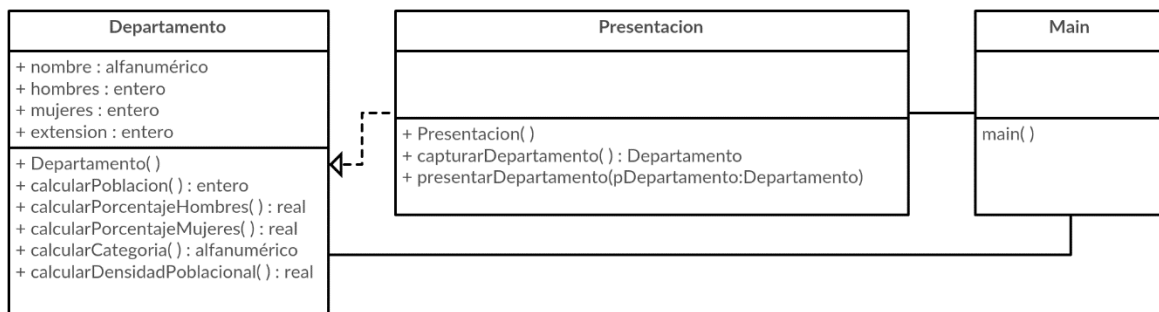 Departamento
+ nombre : alfanumérico
+ hombres : entero
+ mujeres : entero
+ extension : entero
+ Departamento( )
+ calcularPoblacion( ) : entero
+ calcularPorcentajeHombres( ) : real
+ calcularPorcentajeMujeres( ) : real
+ calcularCategoria( ) : alfanumérico
+ calcularDensidadPoblacional( ) : real
Presentacion
+ Presentacion( )
+ capturarDepartamento( ) : Departamento
+ presentarDepartamento(pDepartamento:Departamento)
Main
main( )